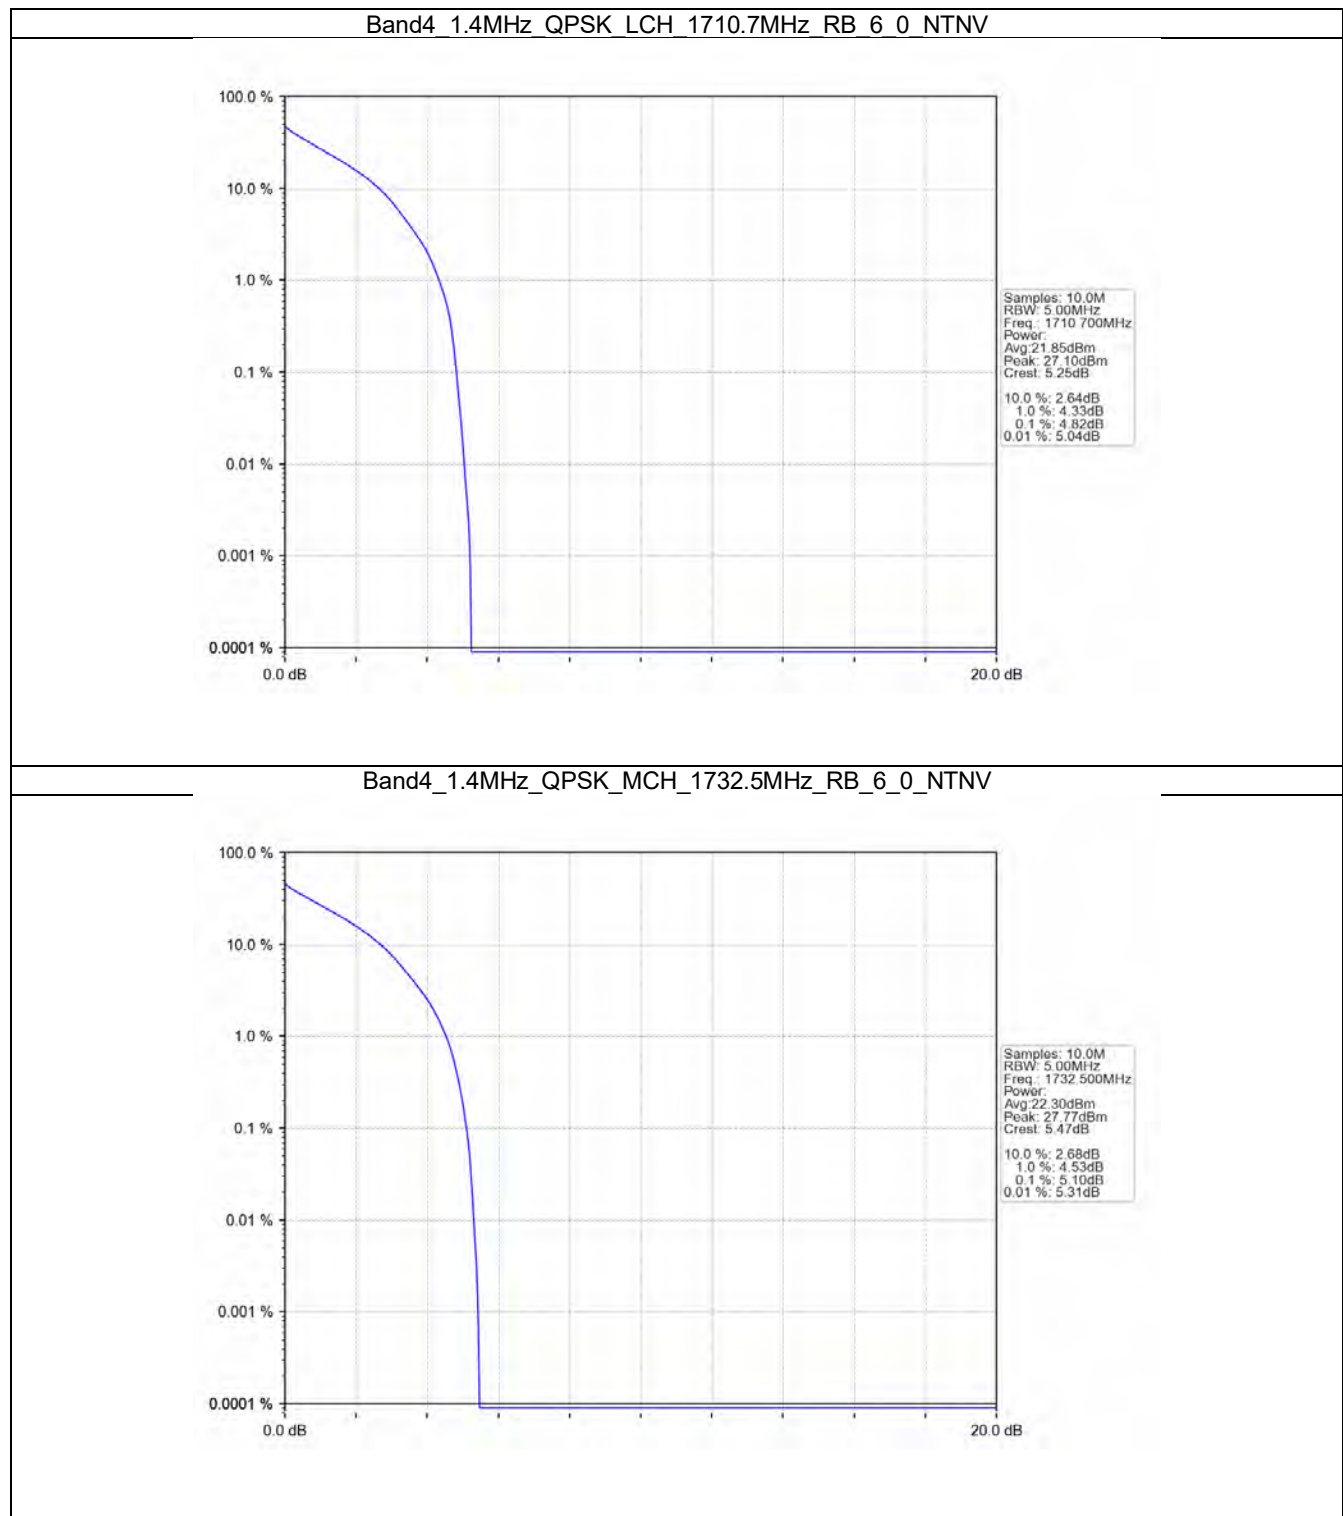 Band4_1.4MHz_QPSK_LCH_1710.7MHz_RB_6_0_NTNV
100.0 %
10.0 %
1.0 %
0.1 %
0.01 %
0.001 %
0.0001 %
0.0 dB
20.0 dB
Samples: 10.0M
RBW: 5.00MHz
Freq.: 1710.700MHz
Power:
Avg:21.85dBm
Peak: 27.10dBm
Crest: 5.25dB
10.0 %: 2.64dB
1.0 %: 4.33dB
0.1 %: 4.82dB
0.01 %: 5.04dB
Band4_1.4MHz_QPSK_MCH_1732.5MHz_RB_6_0_NTNV
100.0 %
10.0 %
1.0 %
0.1 %
0.01 %
0.001 %
0.0001 %
0.0 dB
20.0 dB
Samples: 10.0M
RBW: 5.00MHz
Freq.: 1732.500MHz
Power:
Avg:22.30dBm
Peak: 27.77dBm
Crest: 5.47dB
10.0 %: 2.68dB
1.0 %: 4.53dB
0.1 %: 5.10dB
0.01 %: 5.31dB